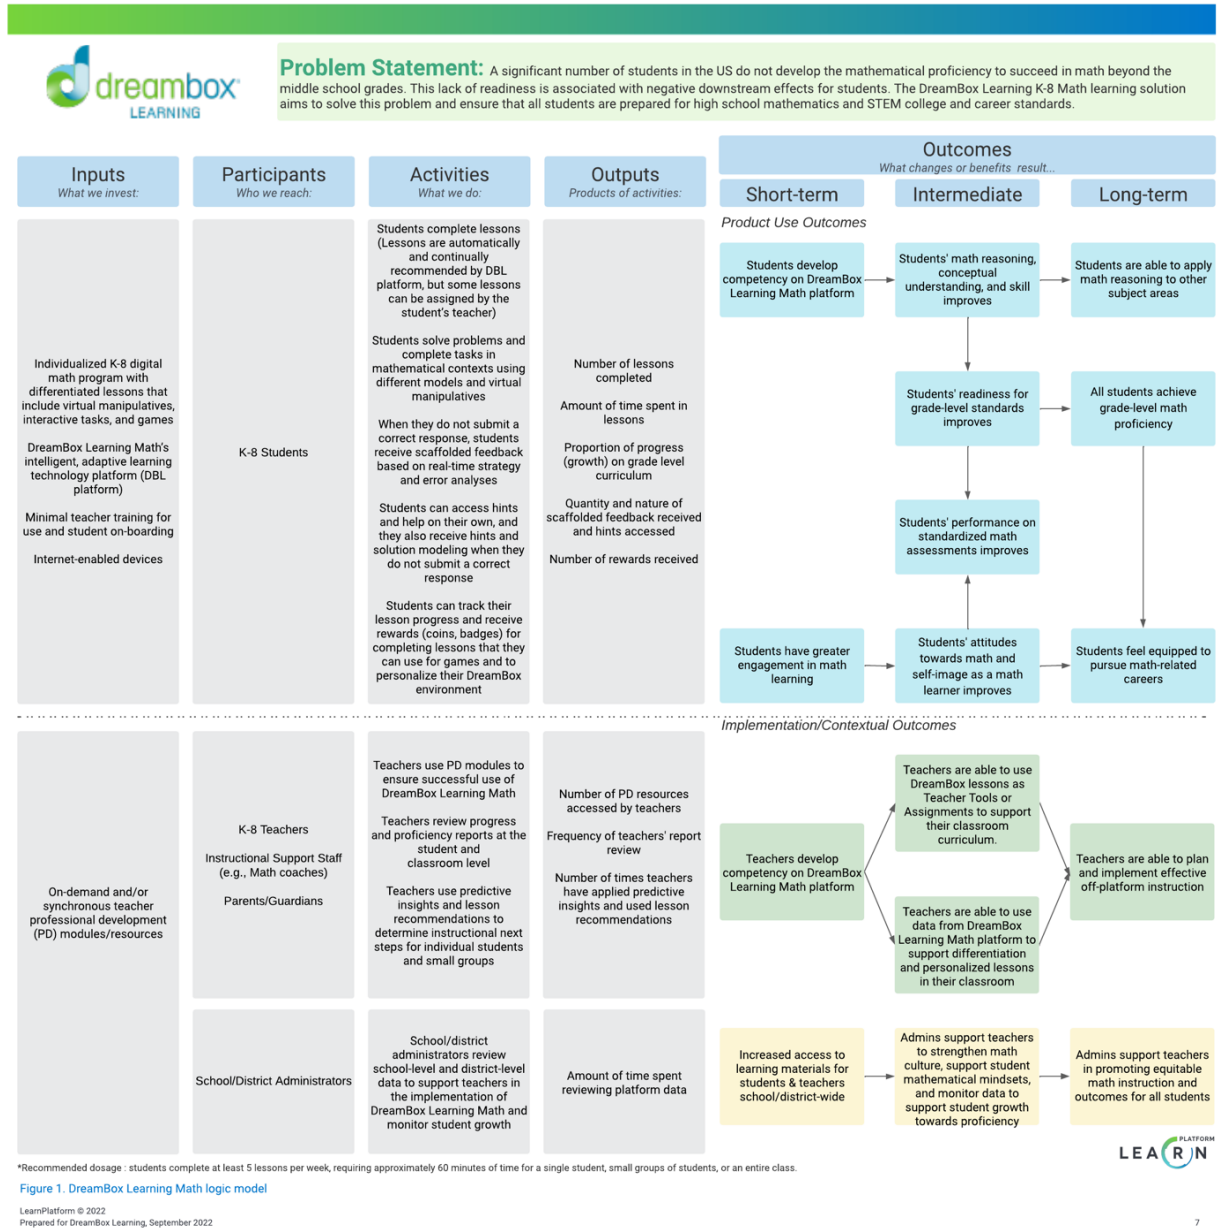 dreambox
LEARNING
Problem Statement: A significant number of students in the US do not develop the mathematical proficiency to succeed in math beyond the
middle school grades. This lack of readiness is associated with negative downstream effects for students. The DreamBox Learning K-8 Math learning solution
aims to solve this problem and ensure that all students are prepared for high school mathematics and STEM college and career standards.
Inputs
What we invest:
Participants
Who we reach:
Activities
What we do:
Outputs
Products of activities:
Outcomes
What changes or benefits result...
Short-term
Intermediate
Long-term
Individualized K-8 digital
math program with
differentiated lessons that
include virtual manipulatives,
interactive tasks, and games
DreamBox Learning Math's
intelligent, adaptive learning
technology platform (DBL
platform)
Minimal teacher training for
use and student on-boarding
Internet-enabled devices
K-8 Students
Students complete lessons
(Lessons are automatically
and continually
recommended by DBL
platform, but some lessons
can be assigned by the
student's teacher)
Students solve problems and
complete tasks in
mathematical contexts using
different models and virtual
manipulatives
When they do not submit a
correct response, students
receive scaffolded feedback
based on real-time strategy
and error analyses
Students can access hints
and help on their own, and
they also receive hints and
solution modeling when they
do not submit a correct
response
Students can track their
lesson progress and receive
rewards (coins, badges) for
completing lessons that they
can use for games and to
personalize their DreamBox
environment
Number of lessons
completed
Amount of time spent in
lessons
Proportion of progress
(growth) on grade level
curriculum
Quantity and nature of
scaffolded feedback received
and hints accessed
Number of rewards received
Product Use Outcomes
Students develop
competency on DreamBox
Learning Math platform
Students' math reasoning,
conceptual
understanding, and skill
improves
Students are able to apply
math reasoning to other
subject areas
Students' readiness for
grade-level standards
improves
All students achieve
grade-level math
proficiency
Students' performance on
standardized math
assessments improves
Students have greater
engagement in math
learning
Students' attitudes
towards math and
self-image as a math
learner improves
Students feel equipped to
pursue math-related
careers
On-demand and/or
synchronous teacher
professional development
(PD) modules/resources
K-8 Teachers
Instructional Support Staff
(e.g., Math coaches)
Parents/Guardians
Teachers use PD modules to
ensure successful use of
DreamBox Learning Math
Teachers review progress
and proficiency reports at the
student and
classroom level
Teachers use predictive
insights and lesson
recommendations to
determine instructional next
steps for individual students
and small groups
Number of PD resources
accessed by teachers
Frequency of teachers' report
review
Number of times teachers
have applied predictive
insights and used lesson
recommendations
Implementation/Contextual Outcomes
Teachers develop
competency on DreamBox
Learning Math platform
Teachers are able to use
DreamBox lessons as
Teacher Tools or
Assignments to support
their classroom
curriculum.
Teachers are able to use
data from DreamBox
Learning Math platform to
support differentiation
and personalized lessons
in their classroom
Teachers are able to plan
and implement effective
off-platform instruction
School/District Administrators
School/district
administrators review
school-level and district-level
data to support teachers in
the implementation of
DreamBox Learning Math and
monitor student growth
Amount of time spent
reviewing platform data
Increased access to
learning materials for
students & teachers
school/district-wide
Admins support teachers
to strengthen math
culture, support student
mathematical mindsets,
and monitor data to
support student growth
towards proficiency
Admins support teachers
in promoting equitable
math instruction and
outcomes for all students
LEARN
PLATFORM
*Recommended dosage : students complete at least 5 lessons per week, requiring approximately 60 minutes of time for a single student, small groups of students, or an entire class.
Figure 1. DreamBox Learning Math logic model
LearnPlatform © 2022
Prepared for DreamBox Learning, September 2022
7